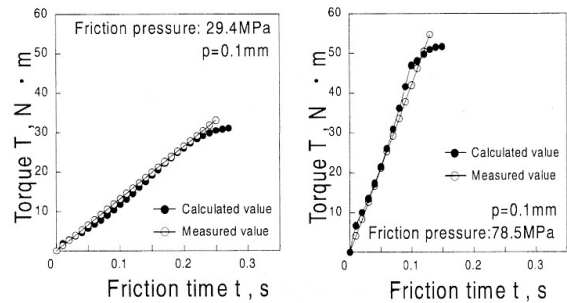 60
50
40
30
20
10
0
0.1
0.2
0.3
Torque T, N・m
Friction time t , s
Friction pressure: 29.4MPa
p=0.1mm
Calculated value
Measured value
60
50
40
30
20
10
0
0.1
0.2
0.3
Torque T, N・m
Friction time t , s
Calculated value
Measured value
p=0.1mm
Friction pressure:78.5MPa